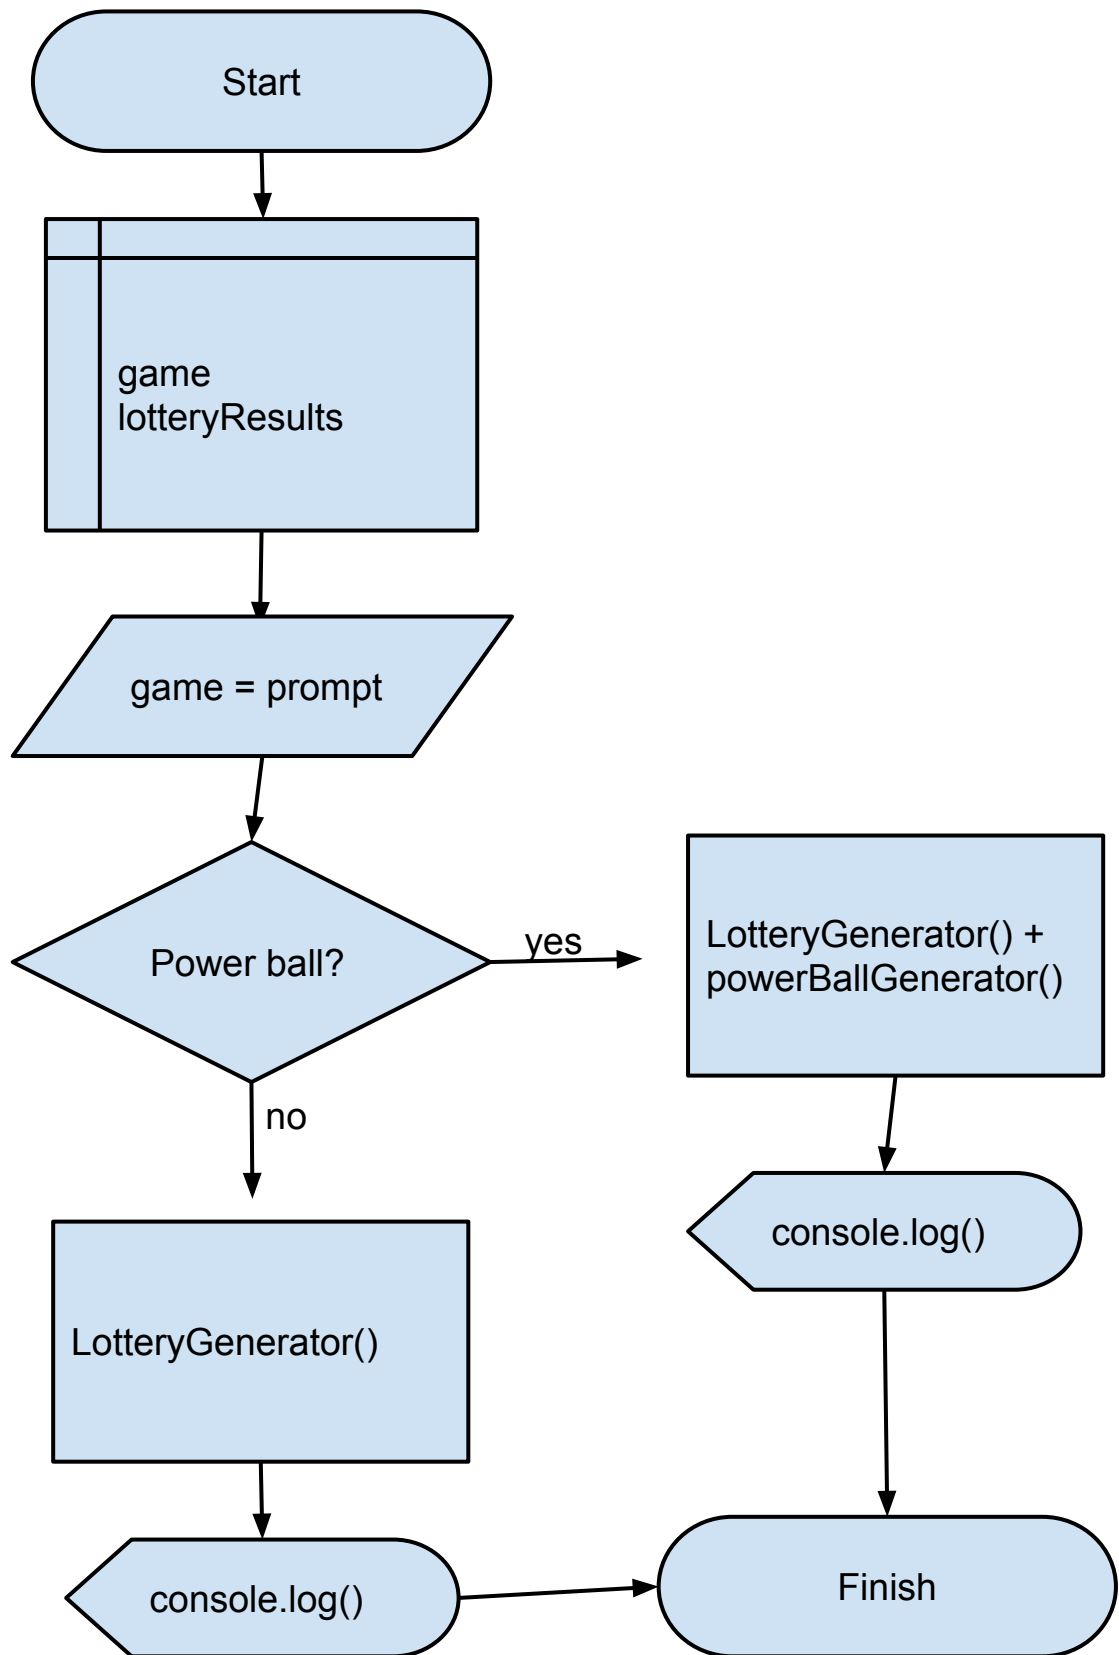 Start
game
lotteryResults
game = prompt
Power ball?
yes
LotteryGenerator() +
powerBallGenerator()
no
console.log()
LotteryGenerator()
console.log()
Finish